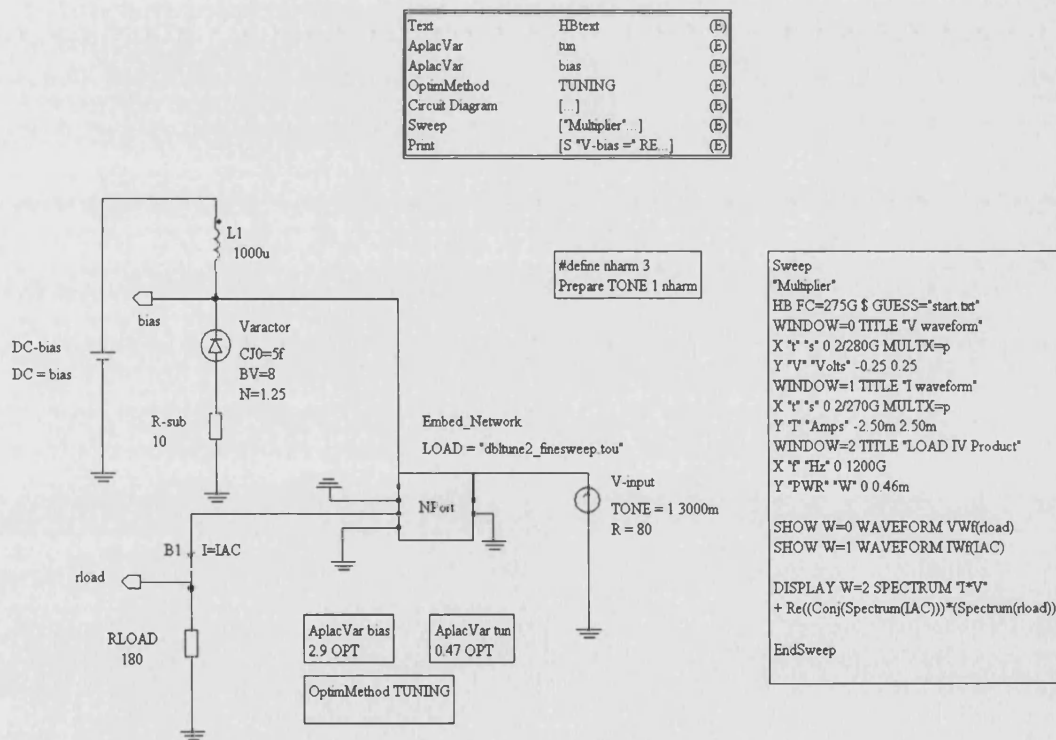 Text HBtext (E)
AplacVar tun (E)
AplacVar bias (E)
OptimMethod TUNING (E)
Circuit Diagram [...] (E)
Sweep ["Multiplier"...] (E)
Print [S "V-bias =" RE...] (E)
L1
1000u
bias
DC-bias
DC = bias
Varactor
CJ0=5f
BV=8
N=1.25
R-sub
10
#define nharm 3
Prepare TONE 1 nharm
Embed_Network
LOAD = "dbltune2_finesweep.tou"
NPort
V-input
TONE = 1 3000m
R = 80
B1 I=IAC
rload
RLOAD
180
AplacVar bias
2.9 OPT
AplacVar tun
0.47 OPT
OptimMethod TUNING
Sweep
"Multiplier"
HB FC=275G $ GUESS="start.txt"
WINDOW=0 TITLE "V waveform"
X "t" "s" 0 2/280G MULTX=p
Y "V" "Volts" -0.25 0.25
WINDOW=1 TITLE "I waveform"
X "t" "s" 0 2/270G MULTX=p
Y "I" "Amps" -2.50m 2.50m
WINDOW=2 TITLE "LOAD IV Product"
X "f" "Hz" 0 1200G
Y "PWR" "W" 0 0.46m
SHOW W=0 WAVEFORM VWf(rload)
SHOW W=1 WAVEFORM IWf(IAC)
DISPLAY W=2 SPECTRUM "I*V"
+ Re((Conj(Spectrum(IAC)))*(Spectrum(rload))
EndSweep